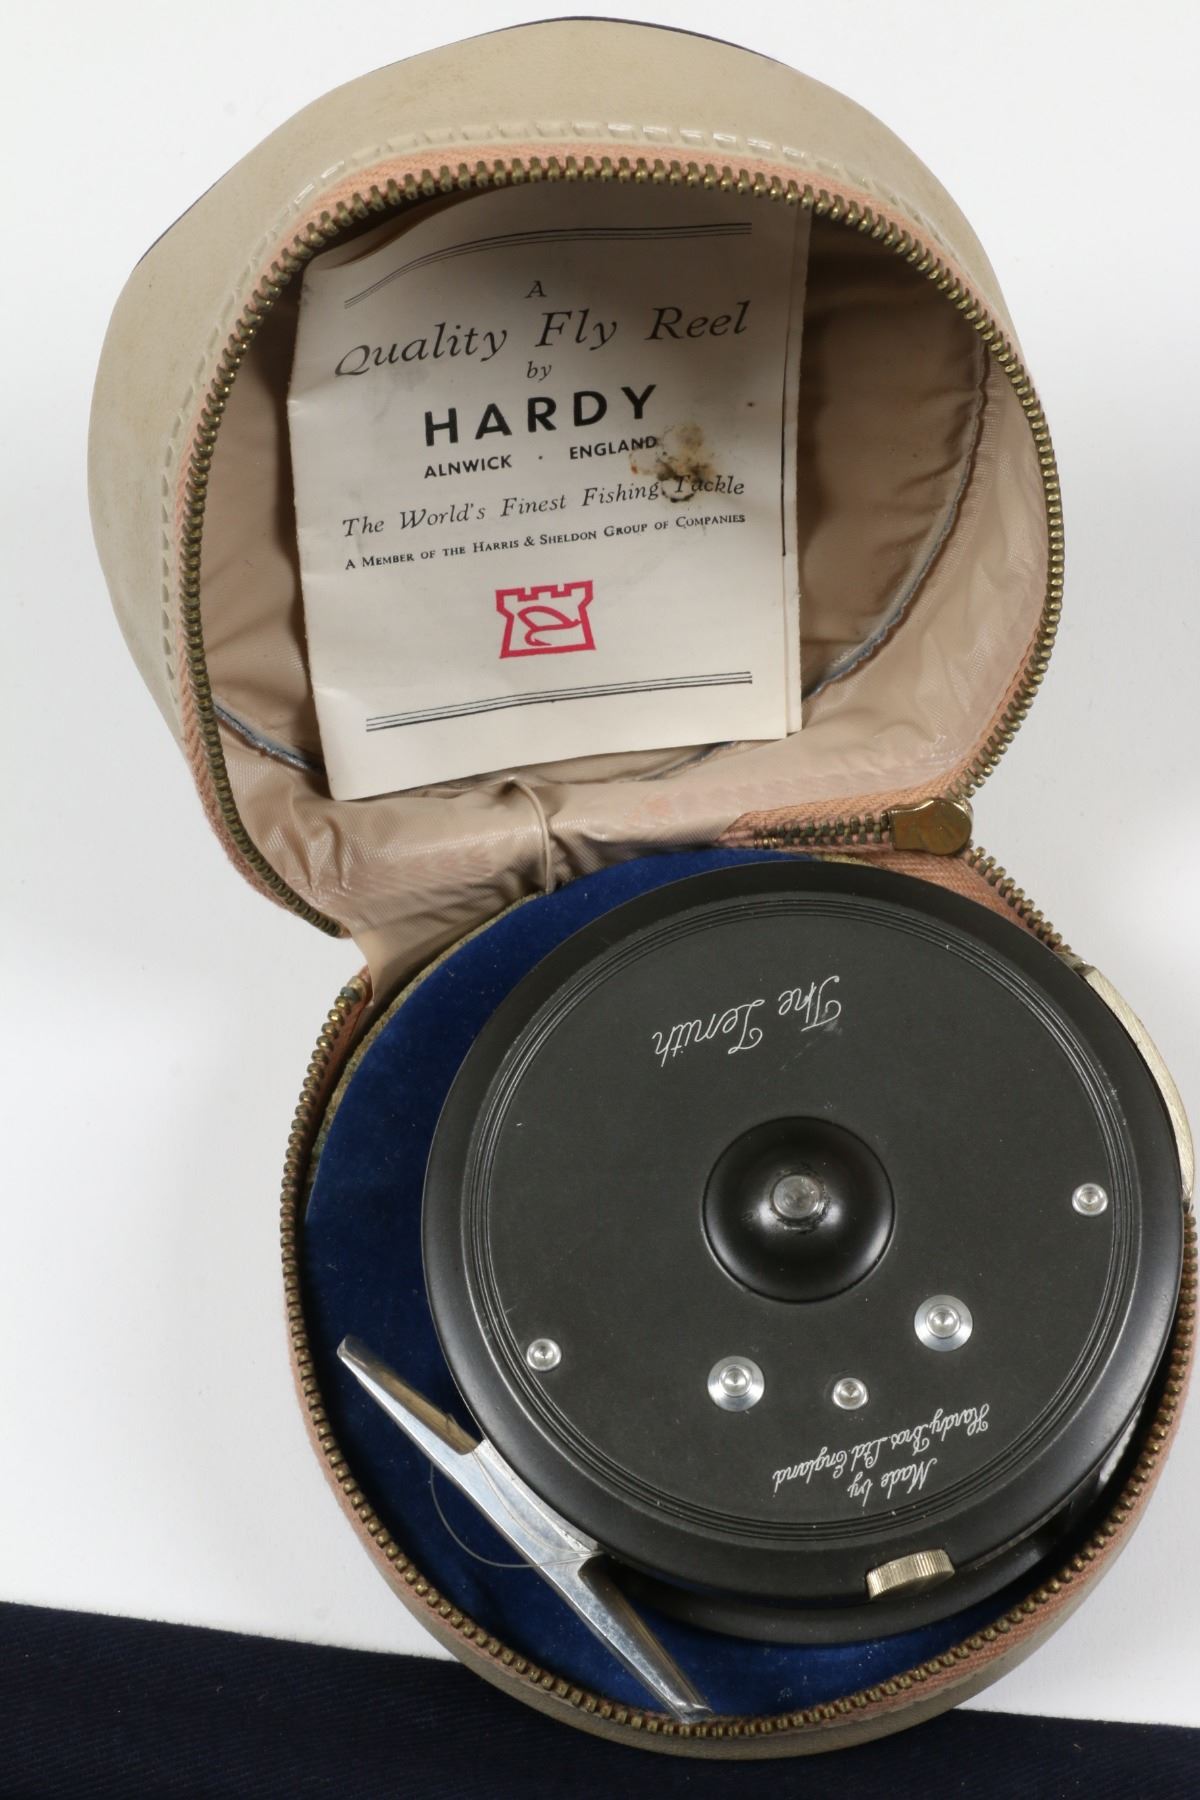 A
Quality Fly Reel
by
HARDY
ALNWICK · ENGLAND
The World's Finest Fishing Tackle
A MEMBER OF THE HARRIS & SHELDON GROUP OF COMPANIES
The Zenith
Made by
Hardy Bros. Ltd England